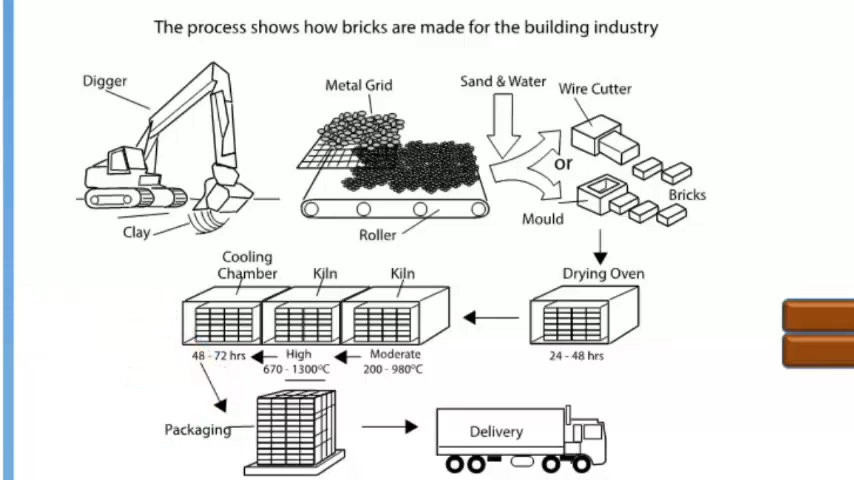 The process shows how bricks are made for the building industry
Digger
Metal Grid
Sand & Water
Wire Cutter
or
Bricks
Mould
Clay
Roller
Cooling
Chamber
Kiln
Kiln
Drying Oven
48 - 72 hrs
High
670 - 1300°C
Moderate
200 - 980°C
24 - 48 hrs
Packaging
Delivery